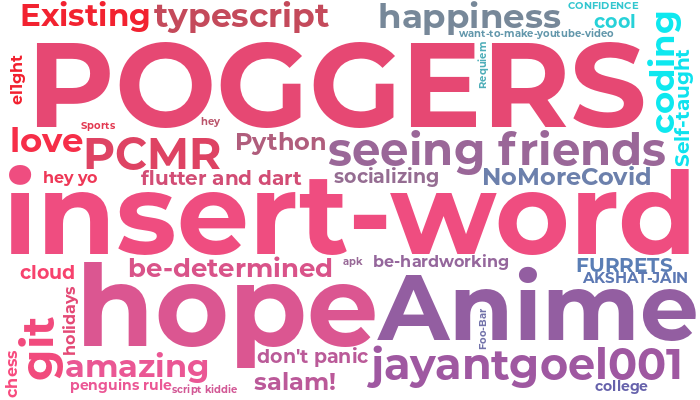 Existing
typescript
happiness
CONFIDENCE
cool
want-to-make-youtube-video
coding
self-taught
el1ght
POGGERS
Requiem
love
Sports
hey
PCMR
Python
seeing friends
hey yo
flutter and dart
socializing
NoMoreCovid
insert-word
cloud
be-determined
apk
be-hardworking
FURRETS
AKSHAT-JAIN
holidays
hope
Anime
Foo-Bar
git
chess
amazing
don't panic
jayantgoel001
penguins rule
script kiddie
salam!
college